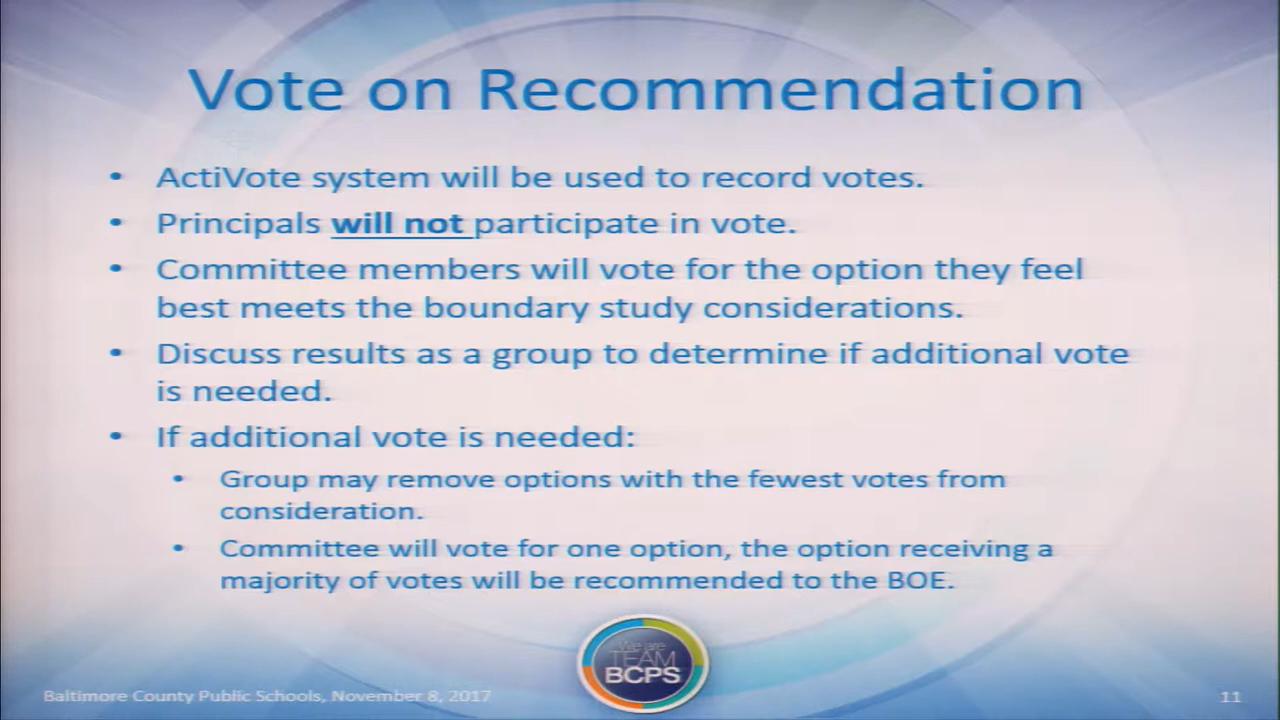 Vote on Recommendation
• ActiVote system will be used to record votes.
• Principals will not participate in vote.
• Committee members will vote for the option they feel
best meets the boundary study considerations.
• Discuss results as a group to determine if additional vote
is needed.
• If additional vote is needed:
• Group may remove options with the fewest votes from
consideration.
• Committee will vote for one option, the option receiving a
majority of votes will be recommended to the BOE.
We are
TEAM
BCPS
Baltimore County Public Schools, November 8, 2017
11